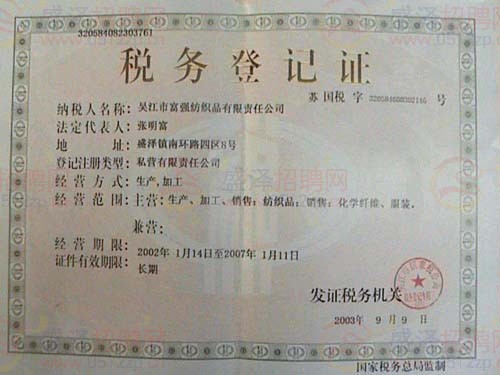 320584082303761
税务登记证
苏 国税 字 320584608302146 号
纳税人名称：吴江市富强纺织品有限责任公司
法定代表人：张明富
地 址：盛泽镇南环路四区8号
登记注册类型：私营有限责任公司
经 营 方 式：生产,加工
经 营 范 围：主营：生产、加工、销售：纺织品；销售：化学纤维、服装。
兼营：
经 营 期 限：2002年 1月14日至2007年 1月11日
证件有效期限：长期
发证税务机关
2003年 9月 9日
国家税务总局监制
盛泽招聘网